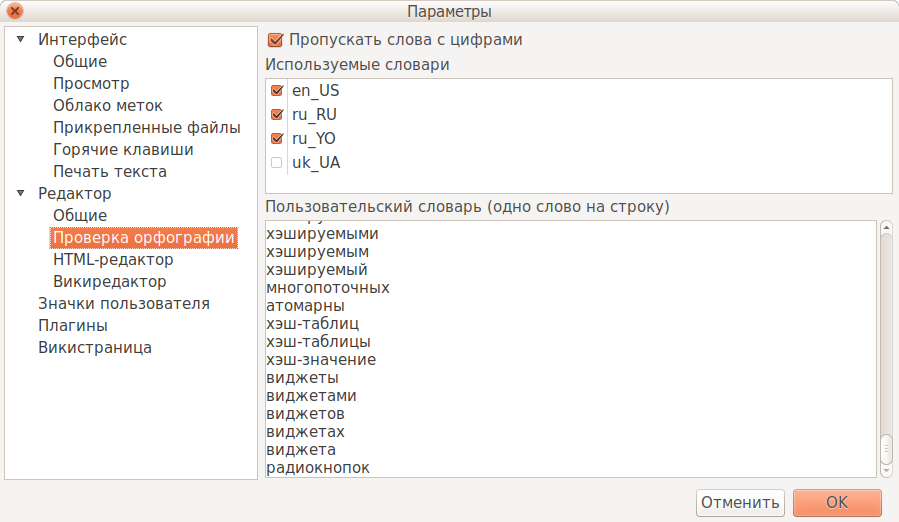 Параметры
Интерфейс
Общие
Просмотр
Облако меток
Прикрепленные файлы
Горячие клавиши
Печать текста
Редактор
Общие
Проверка орфографии
HTML-редактор
Викиредактор
Значки пользователя
Плагины
Викистраница
Пропускать слова с цифрами
Используемые словари
en_US
ru_RU
ru_YO
uk_UA
Пользовательский словарь (одно слово на строку)
хэшируемыми
хэшируемым
хэшируемый
многопоточных
атомарны
хэш-таблиц
хэш-таблицы
хэш-значение
виджеты
виджетами
виджетов
виджетах
виджета
радиокнопок
Отменить
OK